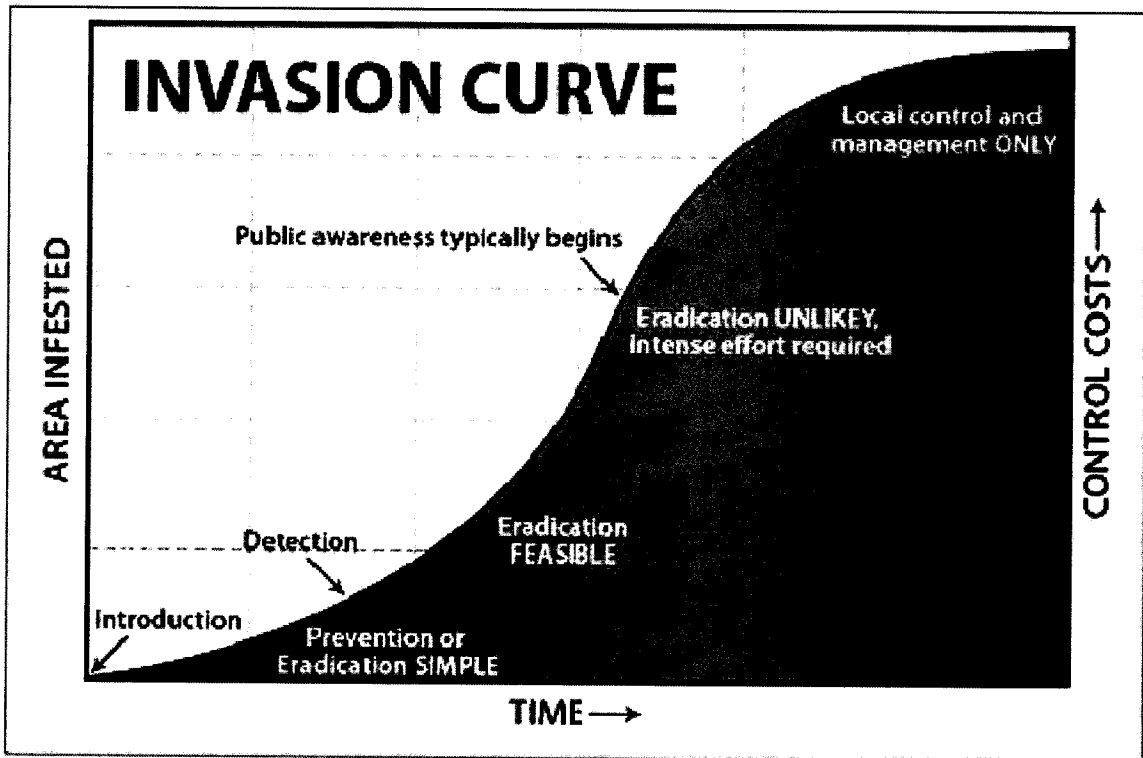 INVASION CURVE
Local control and
management ONLY
Public awareness typically begins
Eradication UNLIKEY,
intense effort required
Eradication
FEASIBLE
Detection
Introduction
Prevention or
Eradication SIMPLE
AREA INFESTED
CONTROL COSTS
TIME